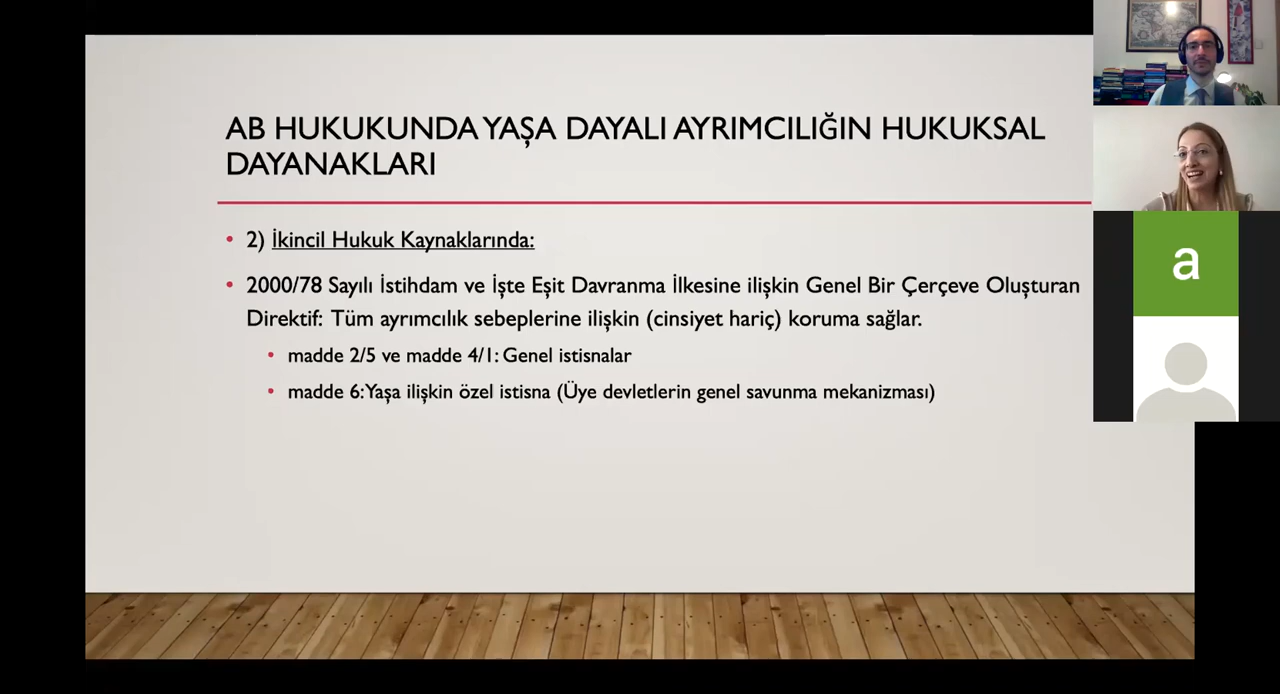 AB HUKUKUNDA YAŞA DAYALI AYRIMCILIĞIN HUKUKSAL
DAYANAKLARI
• 2) İkincil Hukuk Kaynaklarında:
• 2000/78 Sayılı İstihdam ve İşte Eşit Davranma İlkesine ilişkin Genel Bir Çerçeve Oluşturan
Direktif: Tüm ayrımcılık sebeplerine ilişkin (cinsiyet hariç) koruma sağlar.
• madde 2/5 ve madde 4/1: Genel istisnalar
• madde 6: Yaşa ilişkin özel istisna (Üye devletlerin genel savunma mekanizması)
a